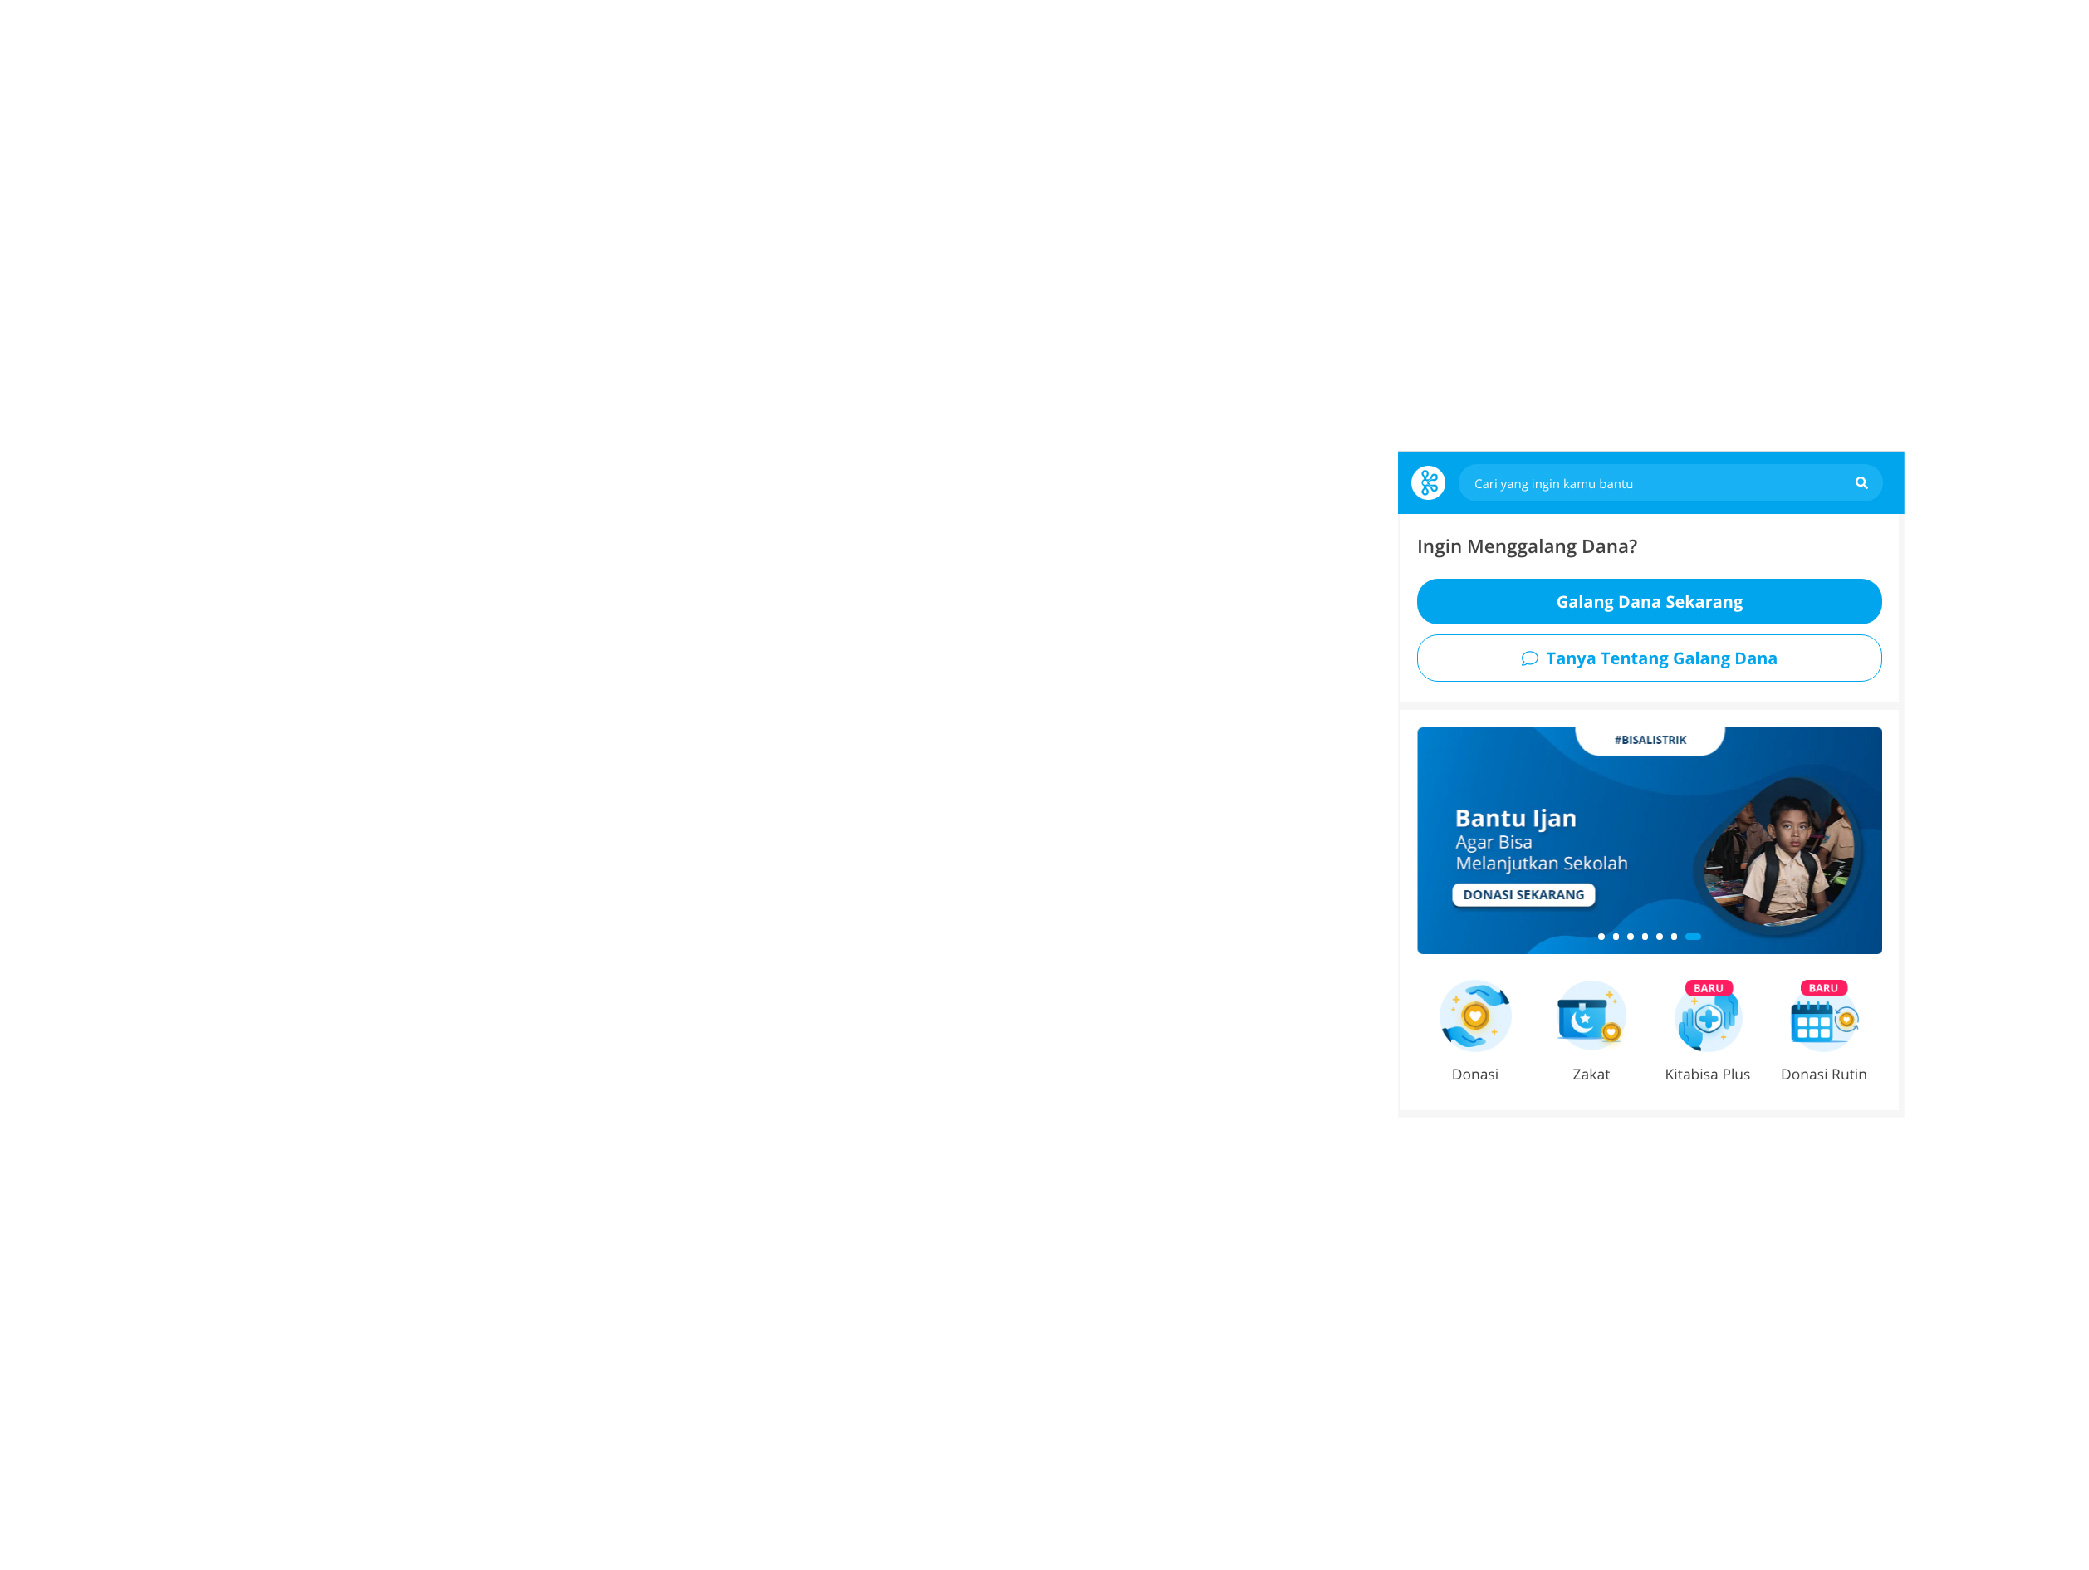 Cari yang ingin kamu bantu
Ingin Menggalang Dana?
Galang Dana Sekarang
Tanya Tentang Galang Dana
#BISALISTRIK
Bantu Ijan
Agar Bisa
Melanjutkan Sekolah
DONASI SEKARANG
BARU BARU
Donasi Zakat Kitabisa Plus Donasi Rutin